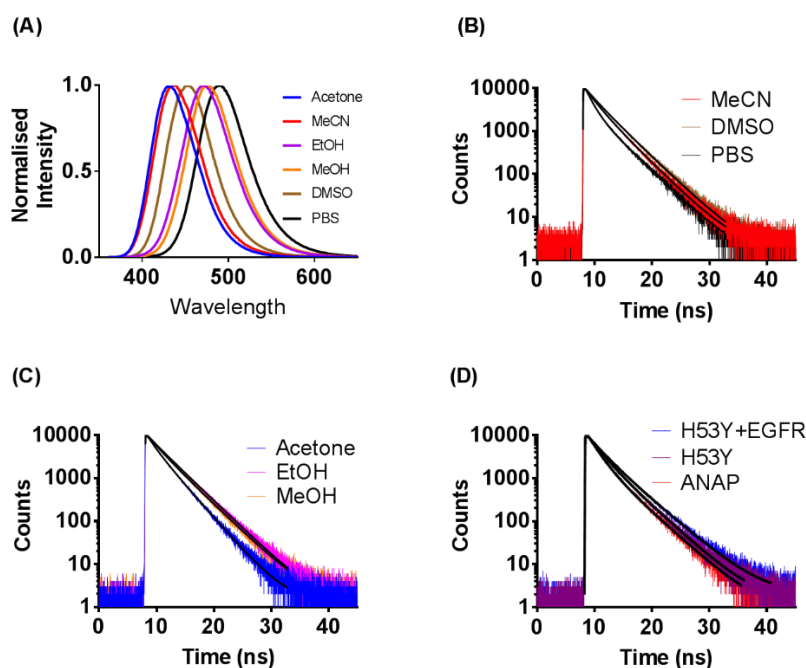 (A)
Normalised
Intensity
1.0
0.5
0.0
400
500
600
Wavelength
Acetone
MeCN
EtOH
MeOH
DMSO
PBS
(B)
Counts
10000
1000
100
10
1
0
10
20
30
40
Time (ns)
MeCN
DMSO
PBS
(C)
Counts
10000
1000
100
10
1
0
10
20
30
40
Time (ns)
Acetone
EtOH
MeOH
(D)
Counts
10000
1000
100
10
1
0
10
20
30
40
Time (ns)
H53Y+EGFR
H53Y
ANAP